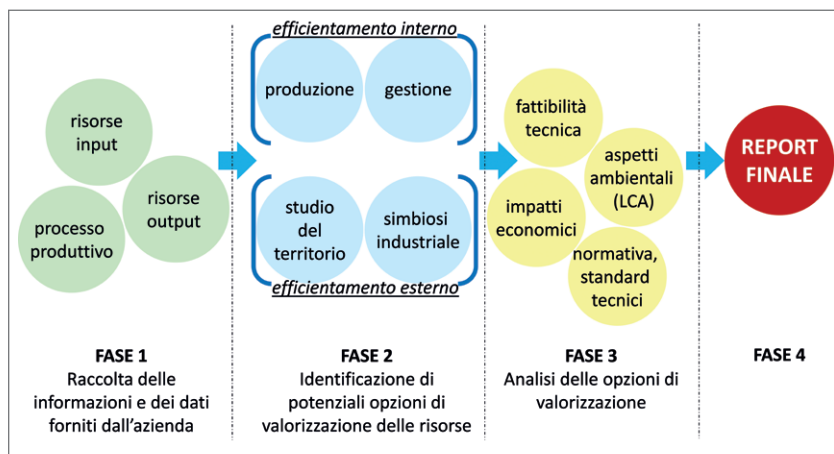 risorse
input
risorse
output
processo
produttivo
efficientamento interno
produzione
gestione
studio
del
territorio
simbiosi
industriale
efficientamento esterno
fattibilità
tecnica
aspetti
ambientali
(LCA)
impatti
economici
normativa,
standard
tecnici
REPORT
FINALE
FASE 1
Raccolta delle
informazioni e dei dati
forniti dall'azienda
FASE 2
Identificazione di
potenziali opzioni di
valorizzazione delle risorse
FASE 3
Analisi delle opzioni di
valorizzazione
FASE 4